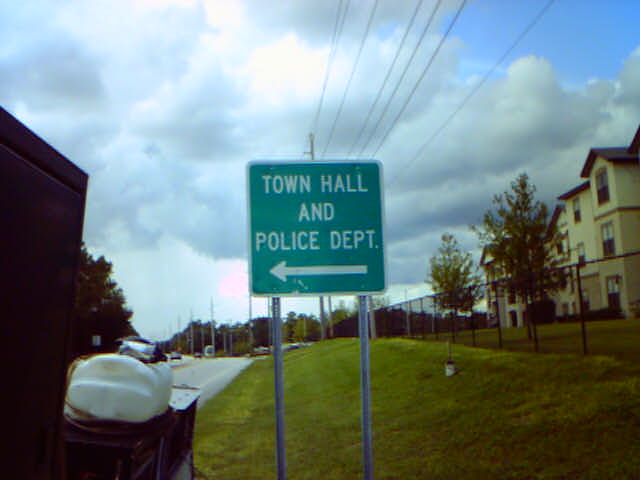 TOWN HALL
AND
POLICE DEPT.